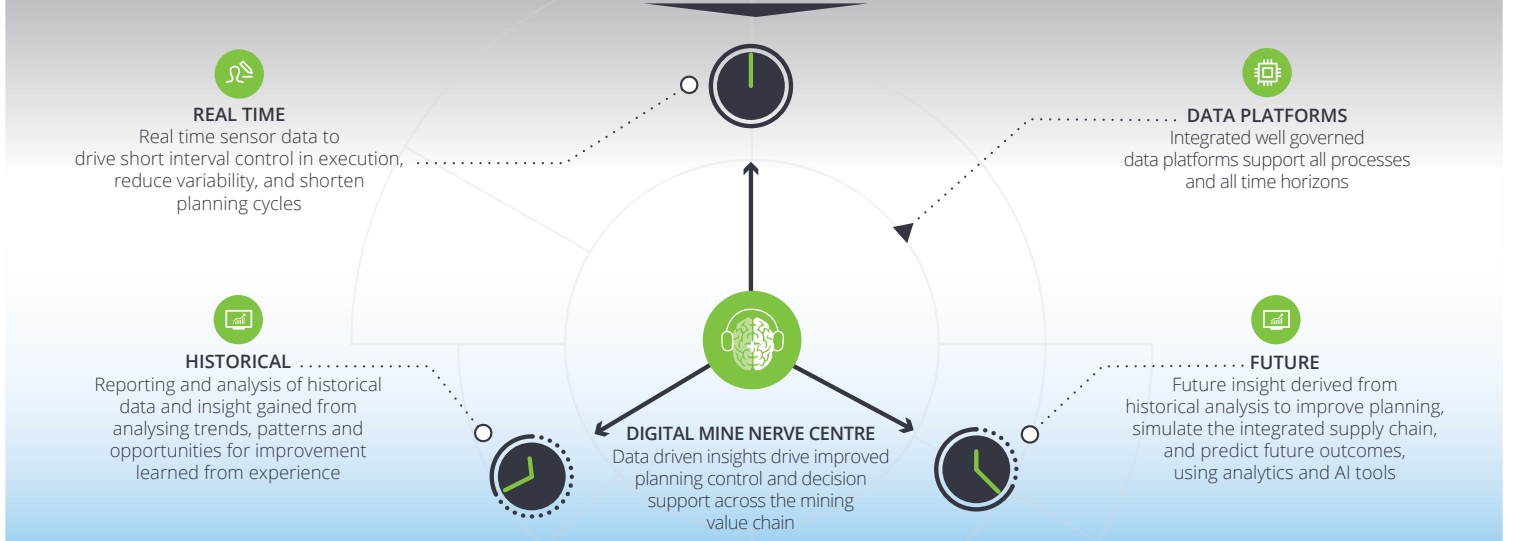 REAL TIME
Real time sensor data to
drive short interval control in execution,
reduce variability, and shorten
planning cycles
DATA PLATFORMS
Integrated well governed
data platforms support all processes
and all time horizons
HISTORICAL
Reporting and analysis of historical
data and insight gained from
analysing trends, patterns and
opportunities for improvement
learned from experience
DIGITAL MINE NERVE CENTRE
Data driven insights drive improved
planning control and decision
support across the mining
value chain
FUTURE
Future insight derived from
historical analysis to improve planning,
simulate the integrated supply chain,
and predict future outcomes,
using analytics and AI tools